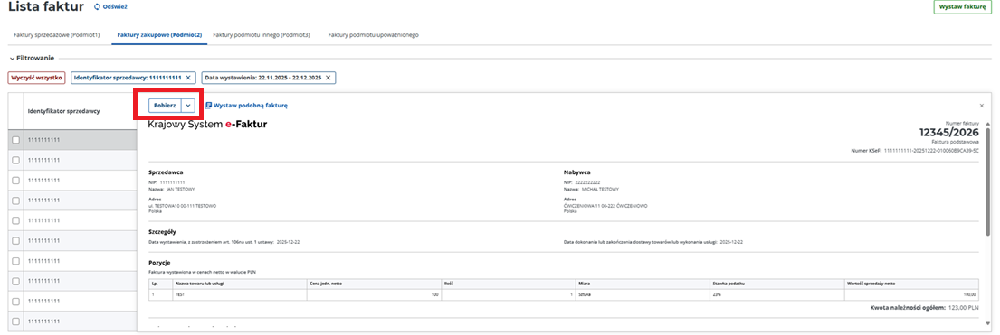 Lista faktur Odśwież
Wystaw fakturę
Faktury sprzedażowe (Podmiot1) Faktury zakupowe (Podmiot2) Faktury podmiotu innego (Podmiot3) Faktury podmiotu upoważnionego
Filtrowanie
Wyczyść wszystko Identyfikator sprzedawcy: 1111111111 Data wystawienia: 22.11.2025 - 22.12.2025
Identyfikator sprzedawcy
1111111111
1111111111
1111111111
1111111111
1111111111
1111111111
1111111111
1111111111
1111111111
1111111111
Pobierz Wystaw podobną fakturę
Krajowy System e-Faktur
Numer faktury
12345/2026
Faktura podstawowa
Numer KSeF: 1111111111-20251222-010060B9CA39-5C
Sprzedawca
NIP: 1111111111
Nazwa: JAN TESTOWY
Adres
ul. TESTOWA10 00-111 TESTOWO
Polska
Nabywca
NIP: 2222222222
Nazwa: MICHAŁ TESTOWY
Adres
ĆWICZENIOWA 11 00-222 ĆWICZENIOWO
Polska
Szczegóły
Data wystawienia, z zastrzeżeniem art. 106na ust. 1 ustawy: 2025-12-22
Data dokonania lub zakończenia dostawy towarów lub wykonania usługi: 2025-12-22
Pozycje
Faktura wystawiona w cenach netto w walucie PLN
Lp. Nazwa towaru lub usługi Cena jedn. netto Ilość Miara Stawka podatku Wartość sprzedaży netto
1 TEST 100 1 Sztuka 23% 100,00
Kwota należności ogółem: 123,00 PLN